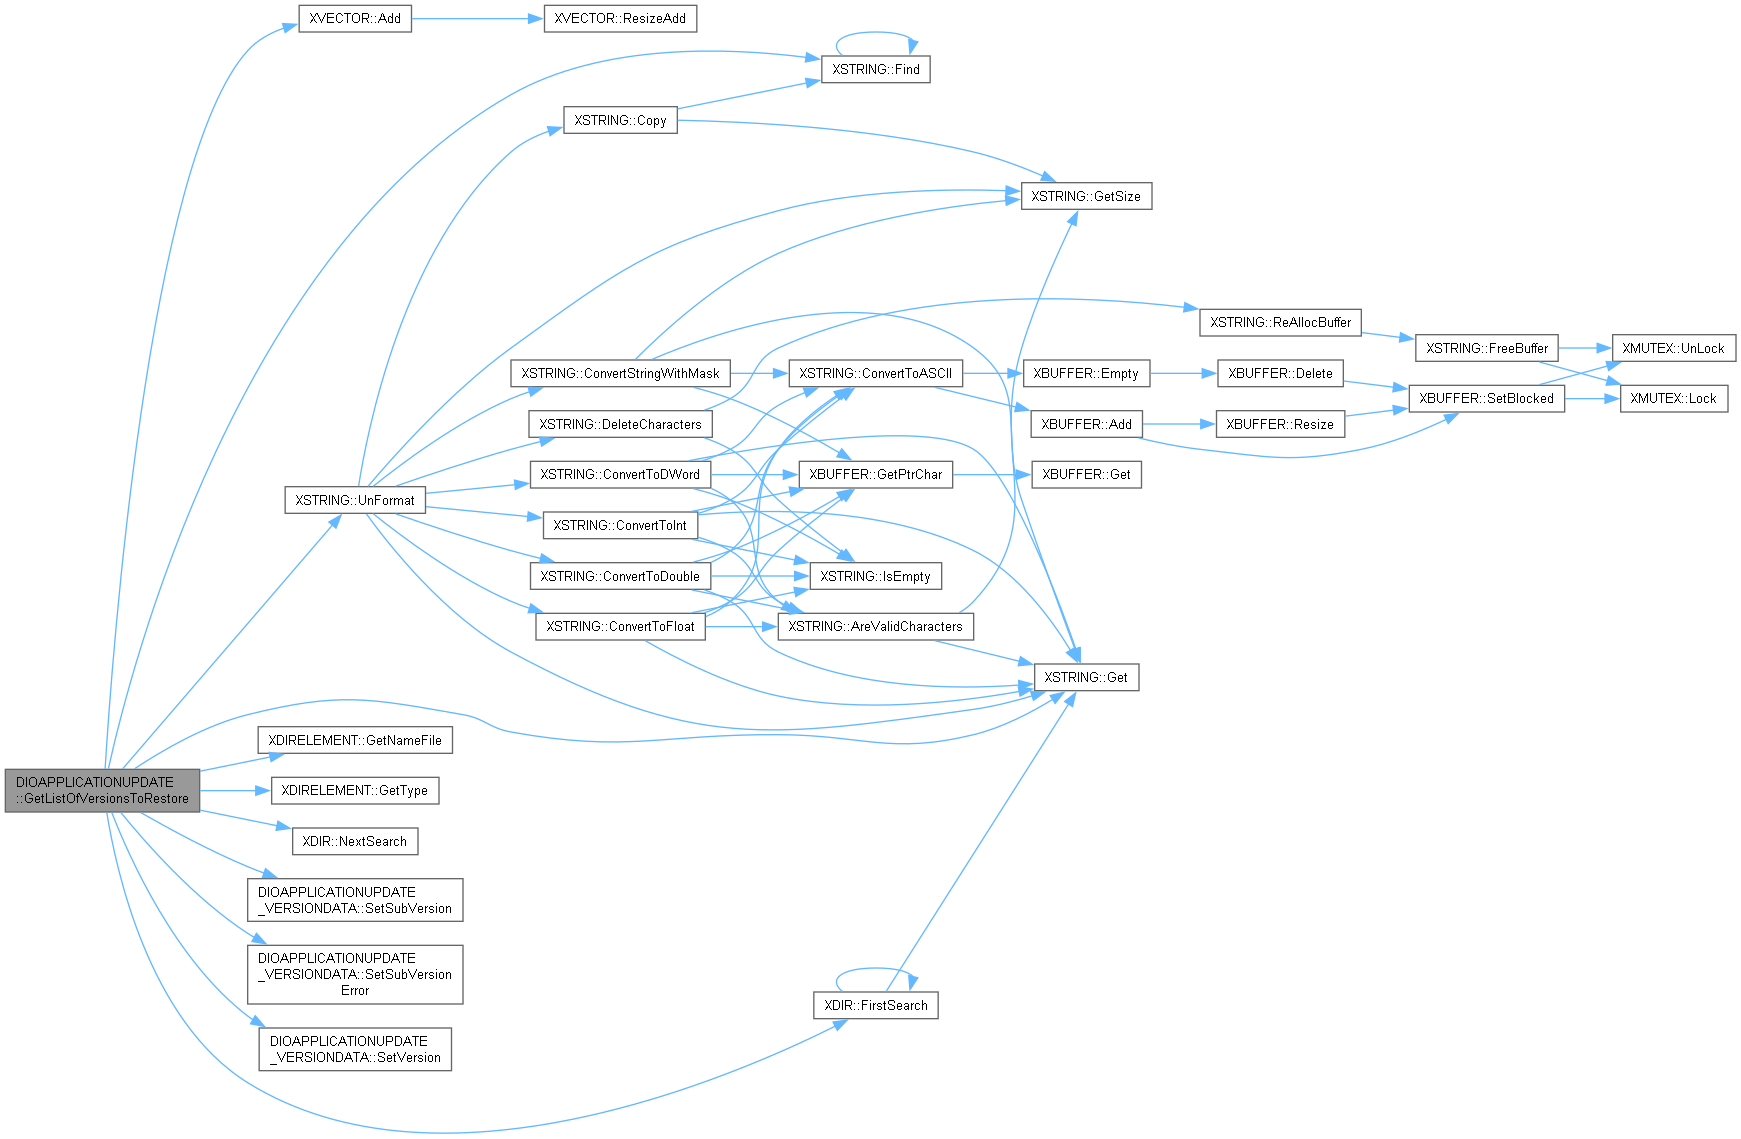 XVECTOR::Add
XVECTOR::ResizeAdd
XSTRING::Find
XSTRING::Copy
XSTRING::GetSize
XSTRING::ReAllocBuffer
XSTRING::FreeBuffer
XMUTEX::UnLock
XSTRING::ConvertStringWithMask
XSTRING::ConvertToASCII
XBUFFER::Empty
XBUFFER::Delete
XBUFFER::SetBlocked
XMUTEX::Lock
XSTRING::DeleteCharacters
XBUFFER::Add
XBUFFER::Resize
XSTRING::ConvertToDWord
XBUFFER::GetPtrChar
XBUFFER::Get
XSTRING::UnFormat
XSTRING::ConvertToInt
XSTRING::ConvertToDouble
XSTRING::IsEmpty
XSTRING::ConvertToFloat
XSTRING::AreValidCharacters
XSTRING::Get
XDIRELEMENT::GetNameFile
DIOAPPLICATIONUPDATE
::GetListOfVersionsToRestore
XDIRELEMENT::GetType
XDIR::NextSearch
DIOAPPLICATIONUPDATE
_VERSIONDATA::SetSubVersion
DIOAPPLICATIONUPDATE
_VERSIONDATA::SetSubVersion
Error
XDIR::FirstSearch
DIOAPPLICATIONUPDATE
_VERSIONDATA::SetVersion